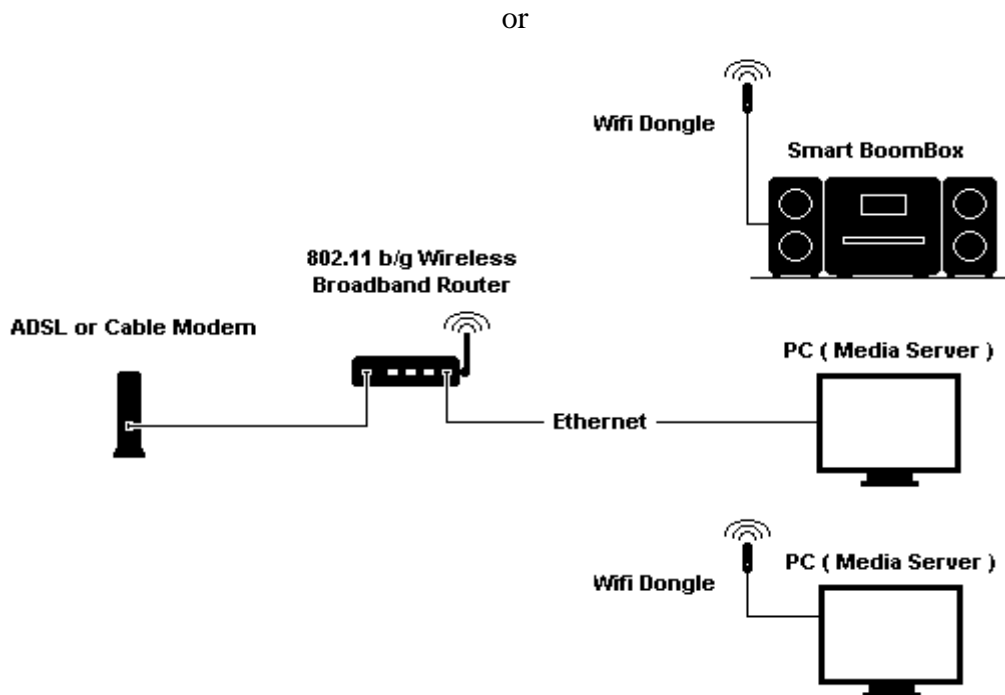 or
Wifi Dongle
Smart BoomBox
802.11 b/g Wireless
Broadband Router
ADSL or Cable Modem
PC ( Media Server )
Ethernet
PC ( Media Server )
Wifi Dongle